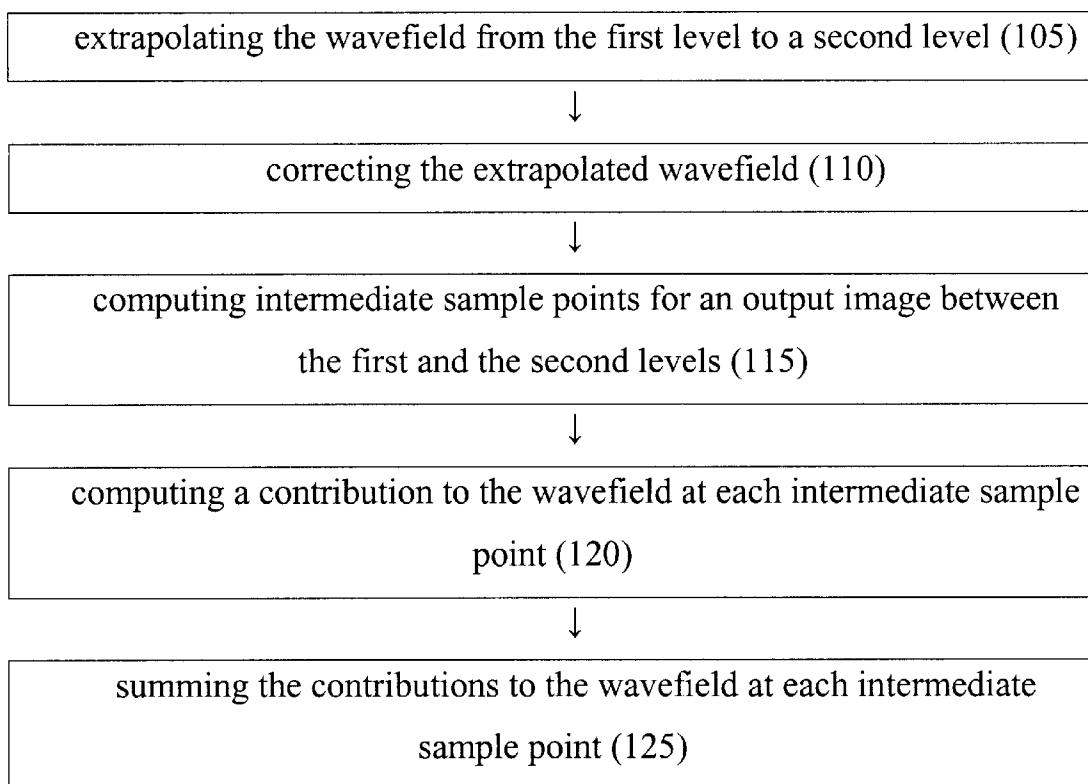 extrapolating the wavefield from the first level to a second level (105)
↓
correcting the extrapolated wavefield (110)
↓
computing intermediate sample points for an output image between
the first and the second levels (115)
↓
computing a contribution to the wavefield at each intermediate sample
point (120)
↓
summing the contributions to the wavefield at each intermediate
sample point (125)